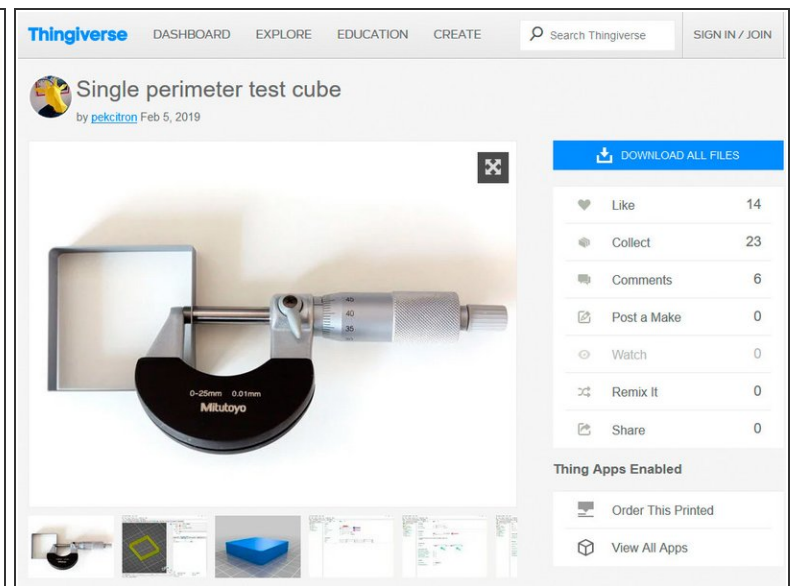 Thingiverse DASHBOARD EXPLORE EDUCATION CREATE Search Thingiverse SIGN IN / JOIN
Single perimeter test cube
by pekcitron Feb 5, 2019
DOWNLOAD ALL FILES
Like 14
Collect 23
Comments 6
Post a Make 0
Watch 0
Remix It 0
Share 0
Thing Apps Enabled
Order This Printed
View All Apps
45
40
35
0-25mm 0.01mm
Mitutoyo